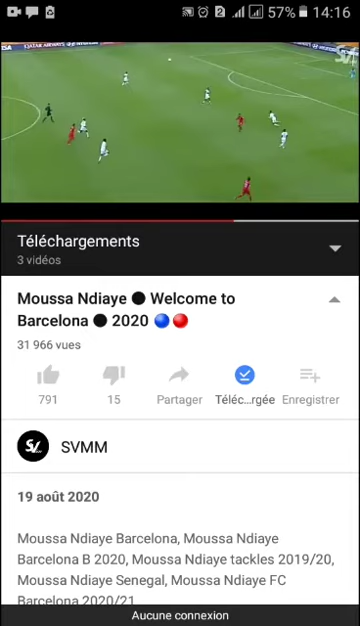 57% 14:16
SV
Téléchargements
3 vidéos
Moussa Ndiaye ⚫ Welcome to
Barcelona ⚫ 2020 🔵🔴
31 966 vues
791
15
Partager
Téléc...rgée
Enregistrer
SV
SVMM
19 août 2020
Moussa Ndiaye Barcelona, Moussa Ndiaye
Barcelona B 2020, Moussa Ndiaye tackles 2019/20,
Moussa Ndiaye Senegal, Moussa Ndiaye FC
Barcelona 2020/21
Aucune connexion